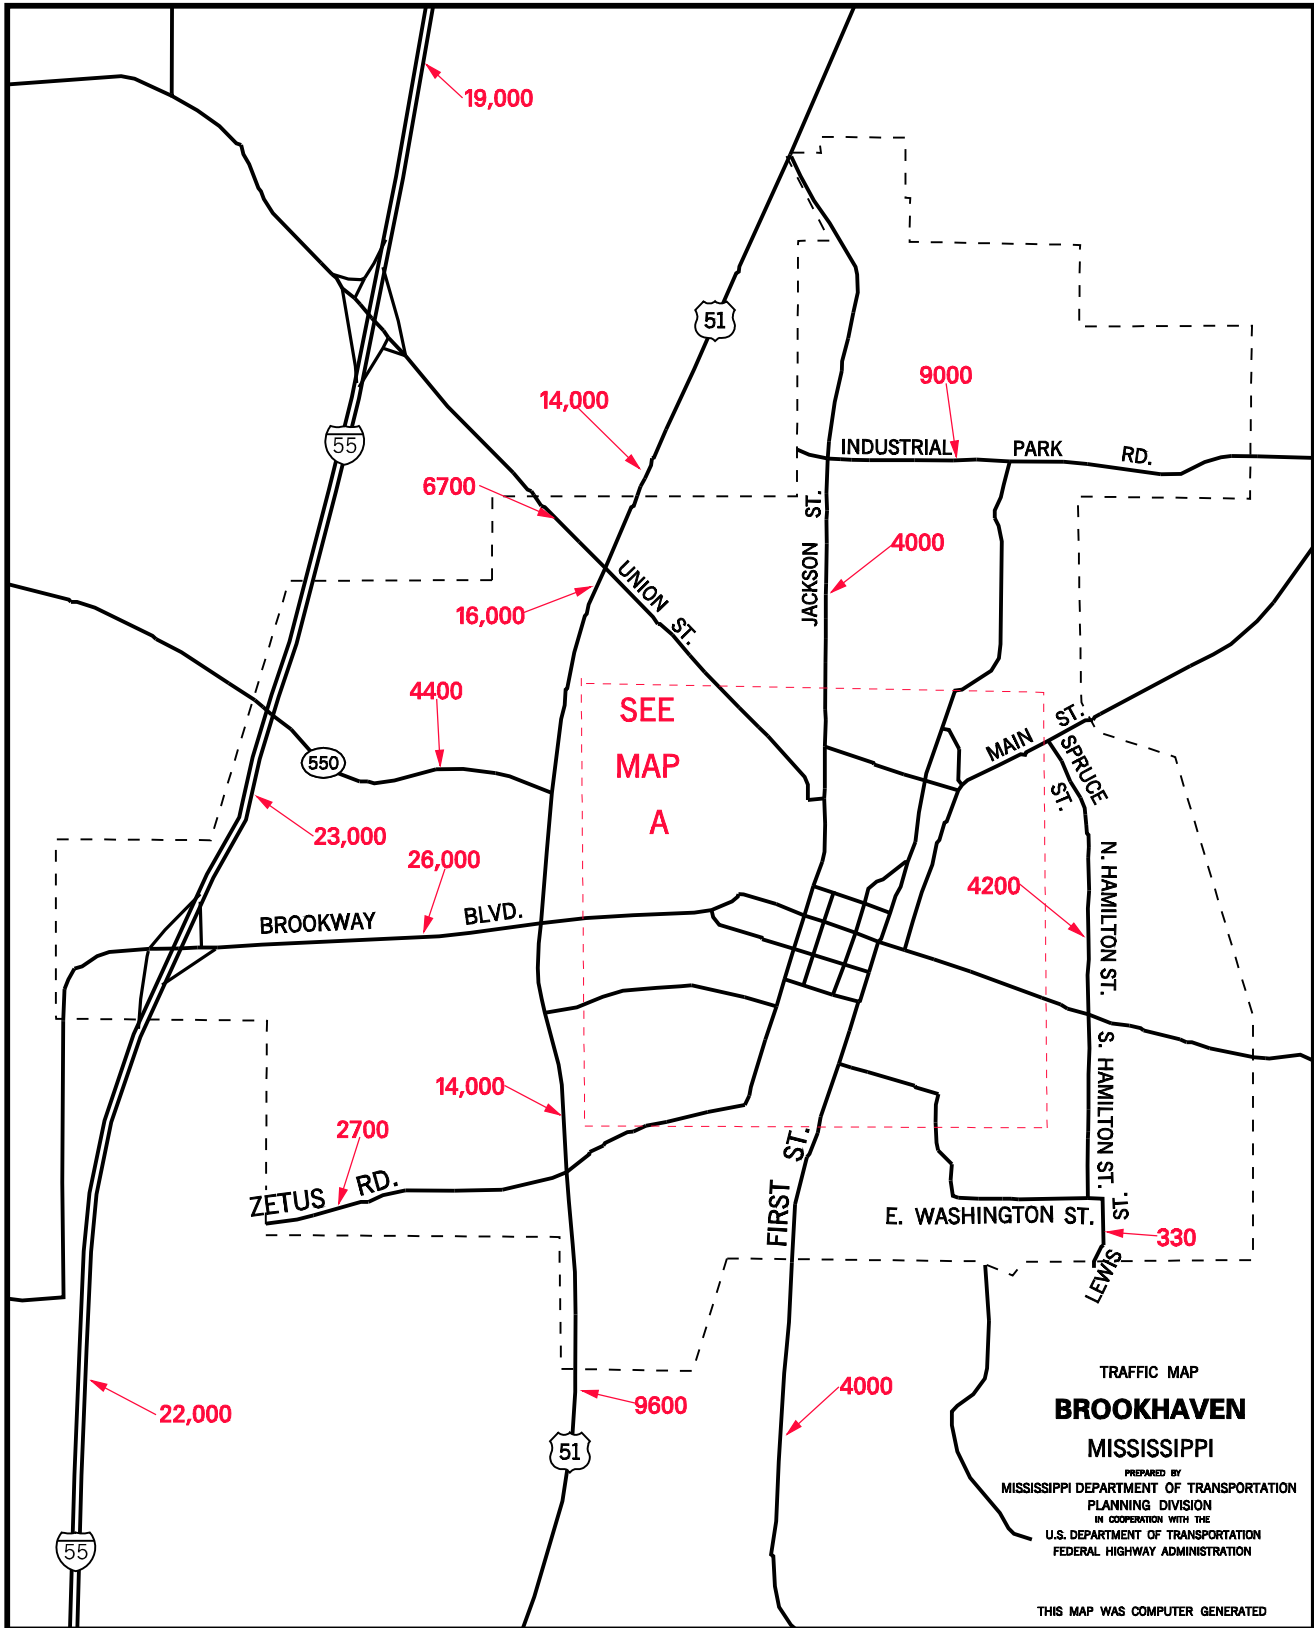 19,000
51
9000
14,000
55
INDUSTRIAL PARK RD.
6700
JACKSON ST.
4000
UNION ST.
16,000
4400
SEE
MAP
A
MAIN ST.
550
SPRUCE ST.
23,000
26,000
N. HAMILTON ST.
4200
BROOKWAY BLVD.
S. HAMILTON ST.
14,000
2700
ZETUS RD.
FIRST ST.
E. WASHINGTON ST.
LEWIS ST.
330
22,000
9600
4000
51
55
TRAFFIC MAP
BROOKHAVEN
MISSISSIPPI
PREPARED BY
MISSISSIPPI DEPARTMENT OF TRANSPORTATION
PLANNING DIVISION
IN COOPERATION WITH THE
U.S. DEPARTMENT OF TRANSPORTATION
FEDERAL HIGHWAY ADMINISTRATION
THIS MAP WAS COMPUTER GENERATED